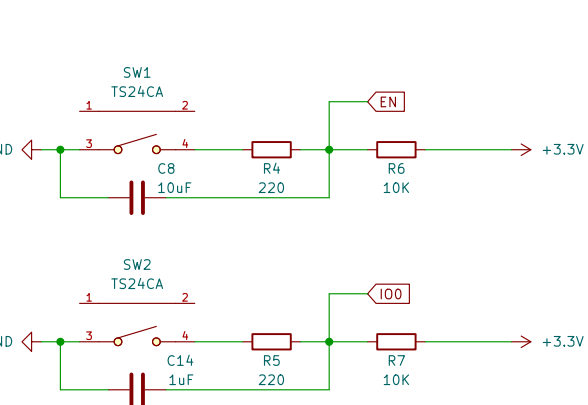 SW1
TS24CA
1 2
EN
ND 3 4 +3.3V
C8 R4 R6
10uF 220 10K
SW2
TS24CA
1 2
IO0
ND 3 4 +3.3V
C14 R5 R7
1uF 220 10K